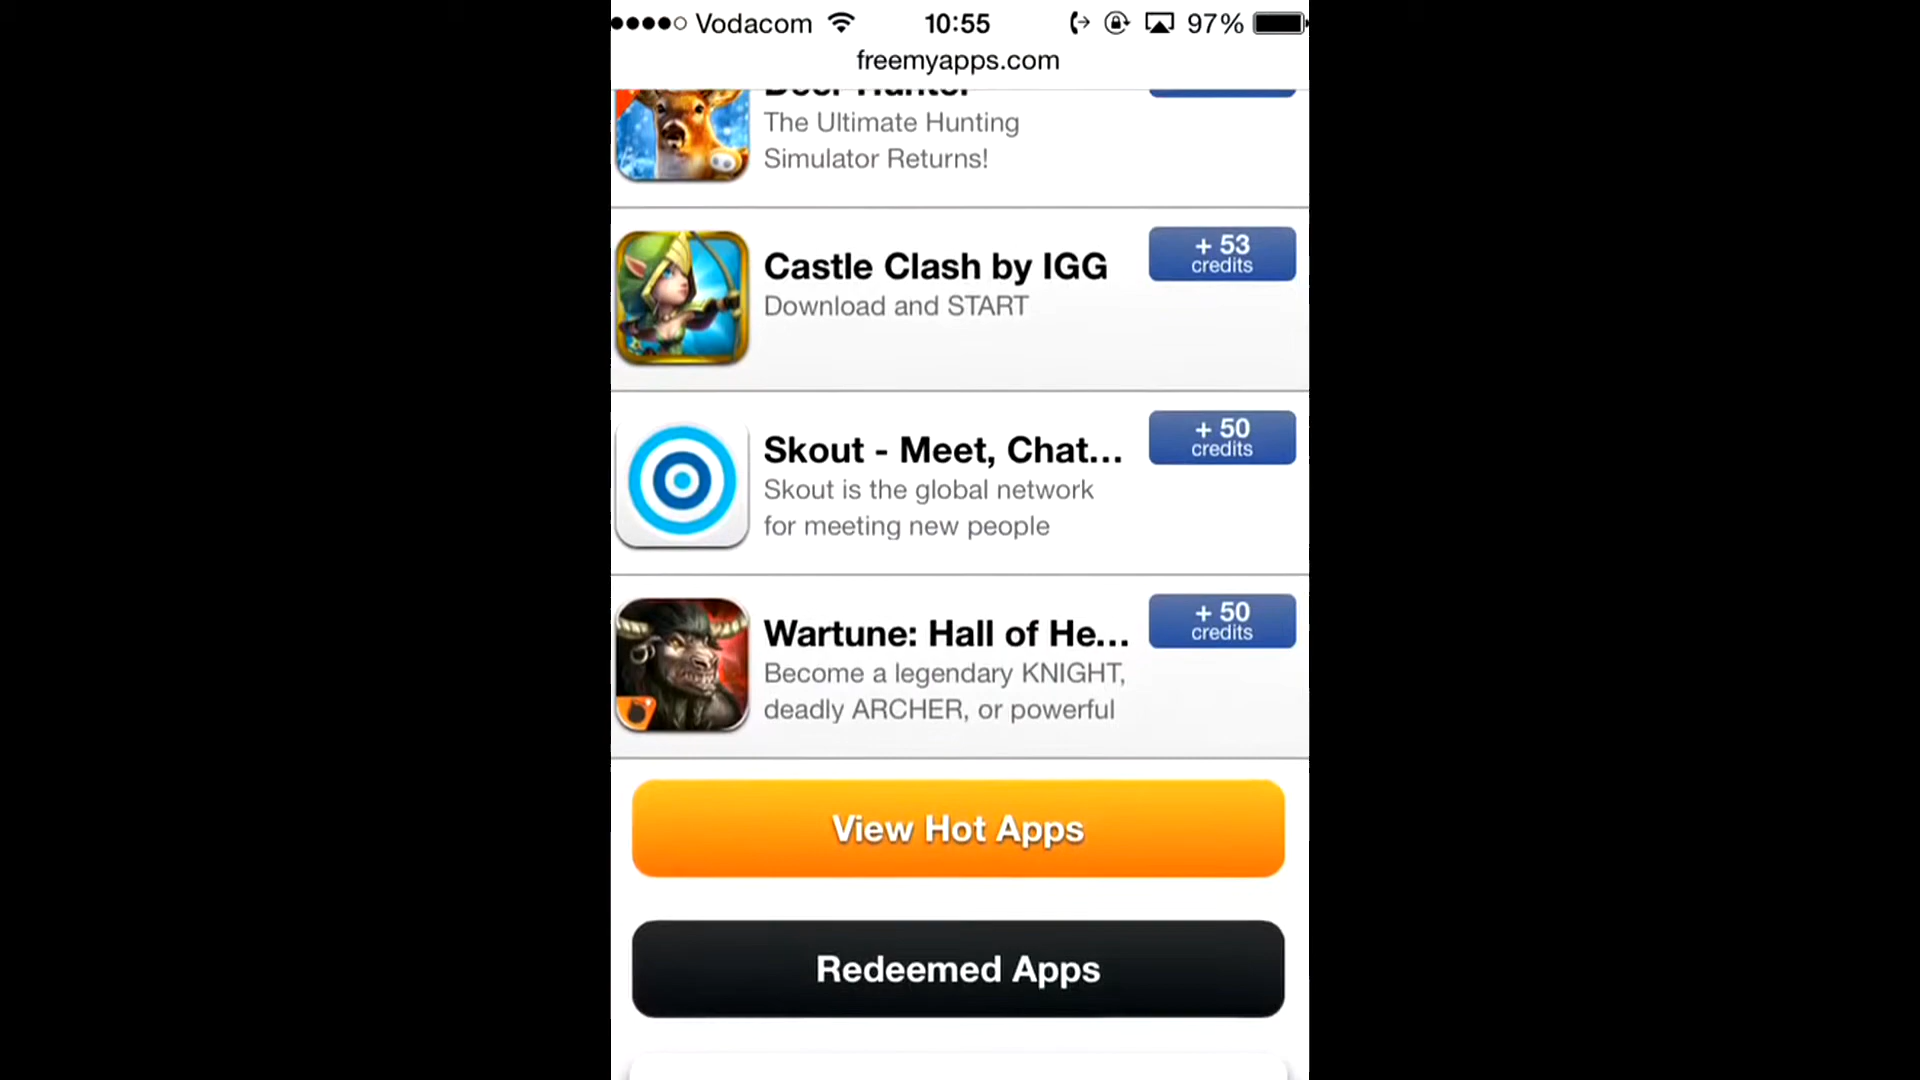 Vodacom 10:55 97%
freemyapps.com
Deer Hunter
The Ultimate Hunting
Simulator Returns!
Castle Clash by IGG
Download and START
+ 53
credits
Skout - Meet, Chat...
Skout is the global network
for meeting new people
+ 50
credits
Wartune: Hall of He...
Become a legendary KNIGHT,
deadly ARCHER, or powerful
+ 50
credits
View Hot Apps
Redeemed Apps